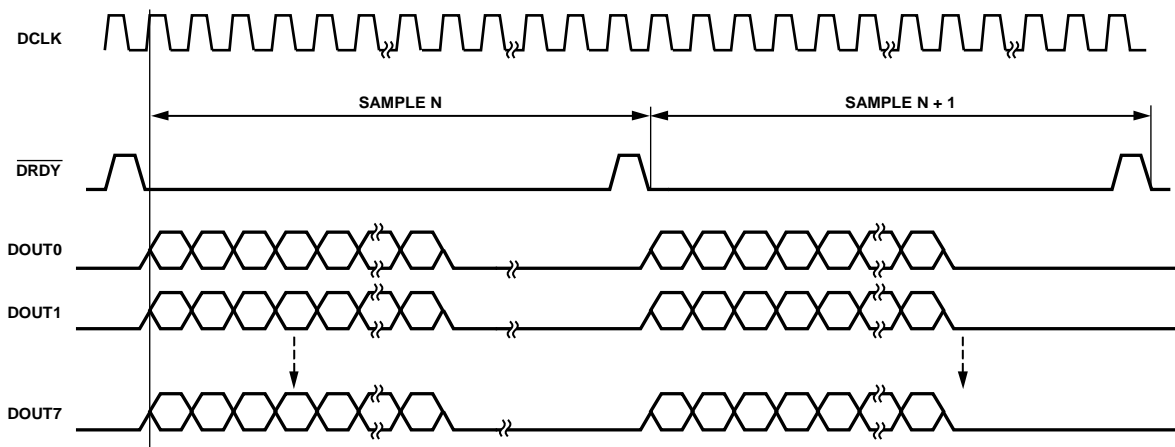 DCLK
SAMPLE N
SAMPLE N + 1
DRDY
DOUT0
DOUT1
DOUT7